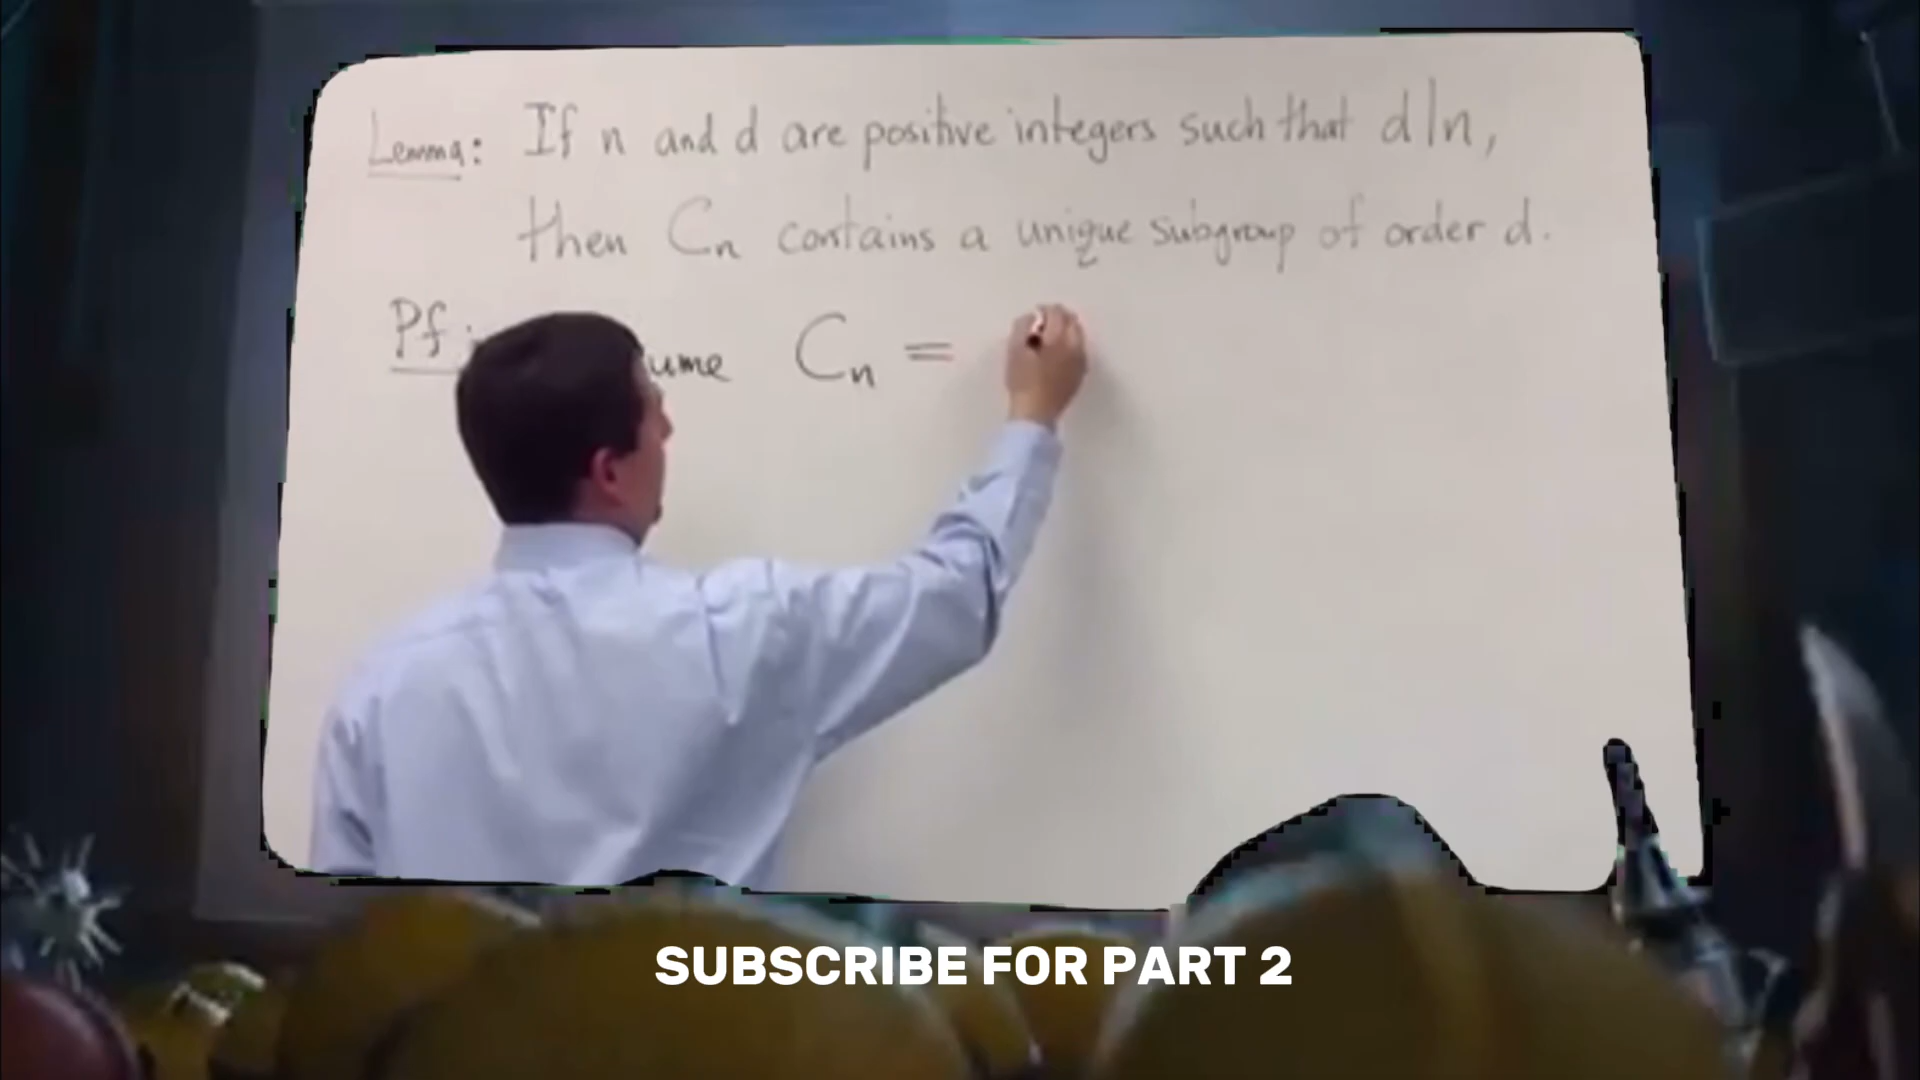 Lemma: If n and d are positive integers such that d|n,
then Cn contains a unique subgroup of order d.
Pf: ume Cn =
SUBSCRIBE FOR PART 2